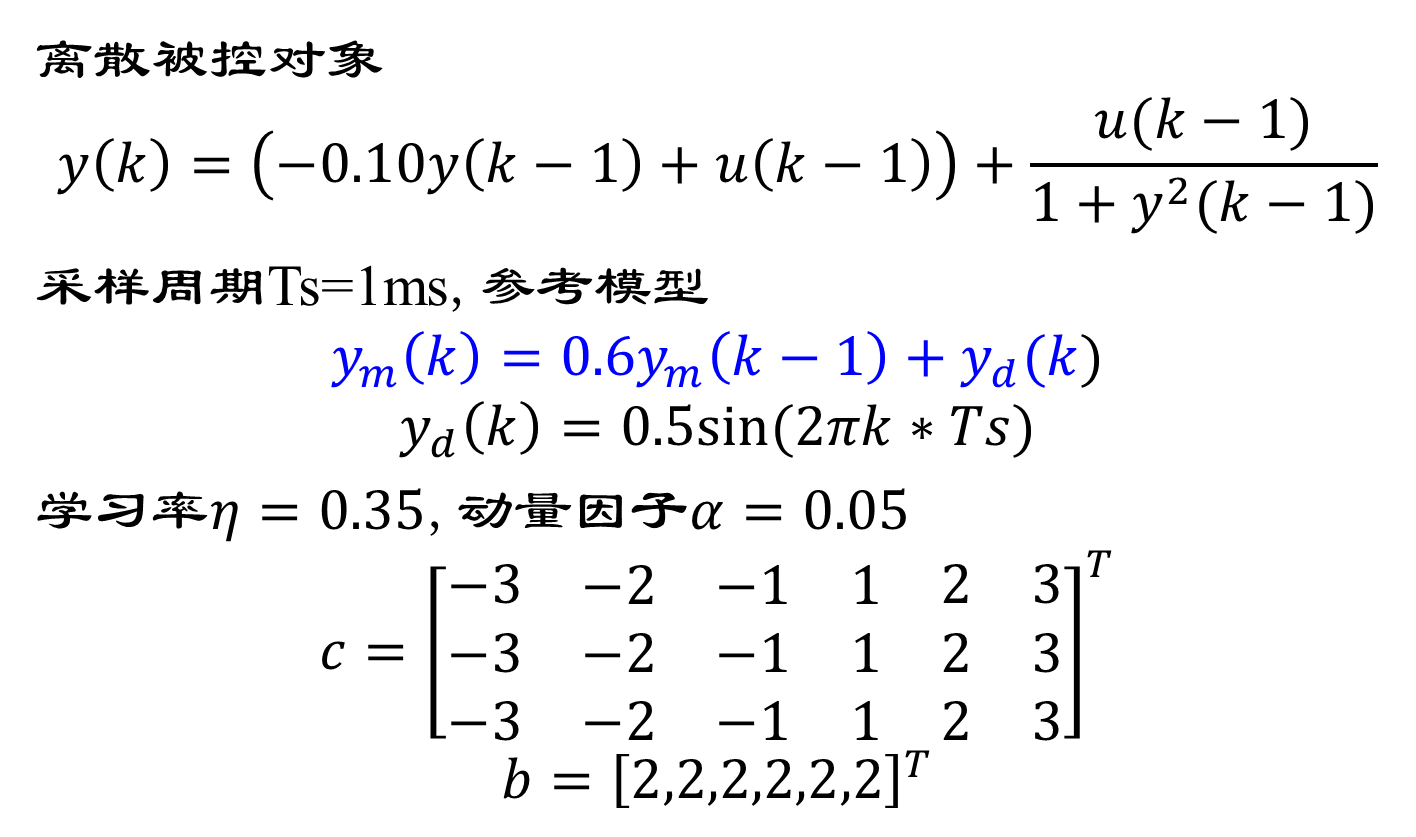 离散被控对象
y(k) = (−0.10y(k − 1) + u(k − 1)) + \frac{u(k − 1)}{1 + y²(k − 1)}
采样周期Ts=1ms, 参考模型
y_m(k) = 0.6y_m(k − 1) + y_d(k)
y_d(k) = 0.5sin(2πk ∗ Ts)
学习率η = 0.35, 动量因子α = 0.05
c = [−3 −2 −1 1 2 3
−3 −2 −1 1 2 3
−3 −2 −1 1 2 3]^T
b = [2,2,2,2,2,2]^T